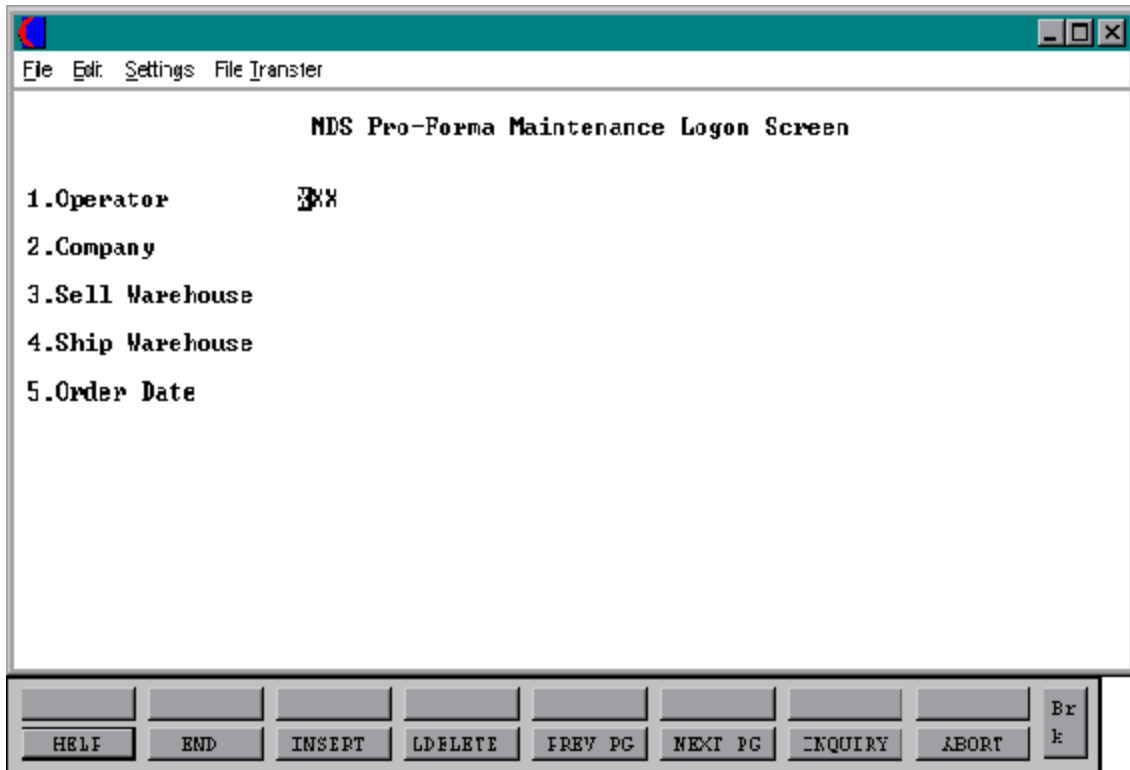 File Edit Settings File Transfer
NDS Pro-Forma Maintenance Logon Screen
1.Operator XXX
2.Company
3.Sell Warehouse
4.Ship Warehouse
5.Order Date
HELP END INSERT LDELETE PREV PG NEXT PG INQUIRY ABORT Brk